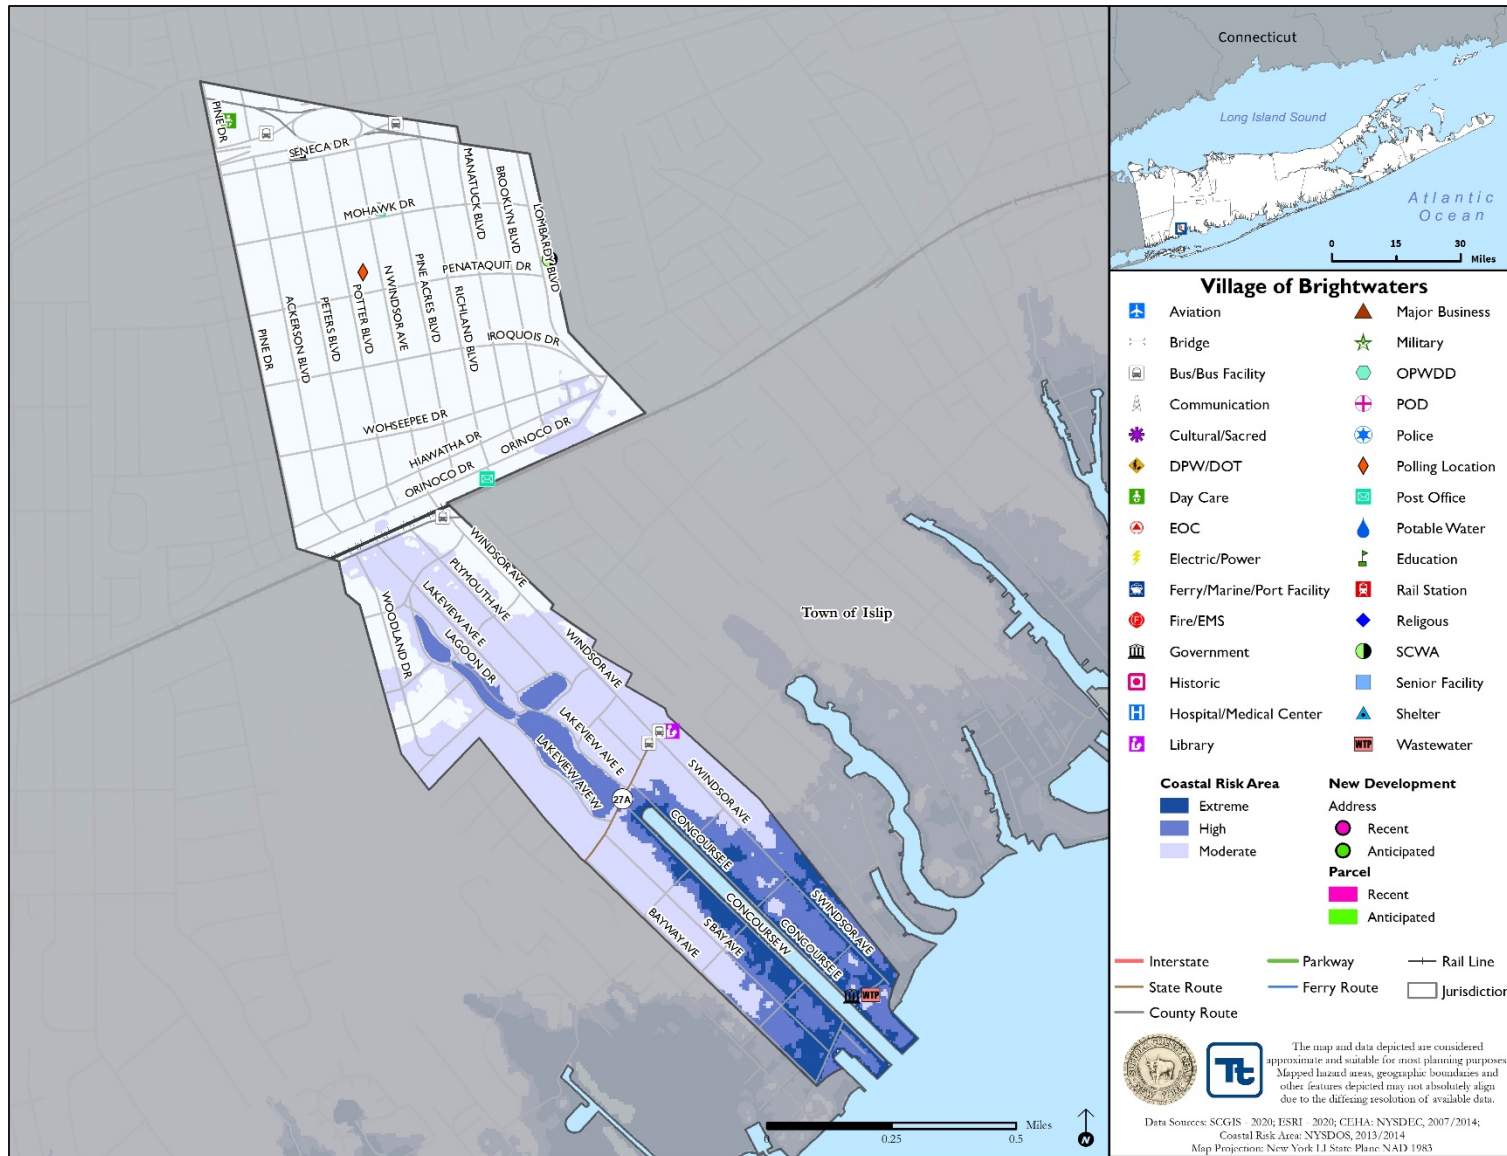 PINE DR
SENECA DR
MANATUCK BLVD
BROOKLYN BLVD
LOMBARDY BLVD
MOHAWK DR
PENATAQUIT DR
N WINDSOR AVE
PINE ACRES BLVD
RICHLAND BLVD
POTTER BLVD
PETERS BLVD
ACKERSON BLVD
PINE DR
IROQUOIS DR
WOHSEEPEE DR
HIAWATHA DR
ORINOCO DR
ORINOCO DR
WINDSOR AVE
PLYMOUTH AVE
LAKEVIEW AVE E
LAGOON DR
WOODLAND DR
WINDSOR AVE
LAKEVIEW AVE E
LAKEVIEW AVE W
27A
S WINDSOR AVE
CONCOURSE E
CONCOURSE W
CONCOURSE E
S WINDSOR AVE
S BAY AVE
BAYWAY AVE
WTP
Town of Islip
0 0.25 0.5 Miles
N
Connecticut
Long Island Sound
Atlantic
Ocean
0 15 30
Miles
Village of Brightwaters
Aviation
Bridge
Bus/Bus Facility
Communication
Cultural/Sacred
DPW/DOT
Day Care
EOC
Electric/Power
Ferry/Marine/Port Facility
Fire/EMS
Government
Historic
Hospital/Medical Center
Library
Major Business
Military
OPWDD
POD
Police
Polling Location
Post Office
Potable Water
Education
Rail Station
Religous
SCWA
Senior Facility
Shelter
WTP Wastewater
Coastal Risk Area
Extreme
High
Moderate
New Development
Address
Recent
Anticipated
Parcel
Recent
Anticipated
Interstate
State Route
County Route
Parkway
Ferry Route
Rail Line
Jurisdiction
Tt
The map and data depicted are considered
approximate and suitable for most planning purposes.
Mapped hazard areas, geographic boundaries and
other features depicted may not absolutely align
due to the differing resolution of available data.
Data Sources: SCGIS - 2020; ESRI - 2020; CEHA: NYSDEC, 2007/2014;
Coastal Risk Area: NYSDOS, 2013/2014
Map Projection: New York LI State Plane NAD 1983